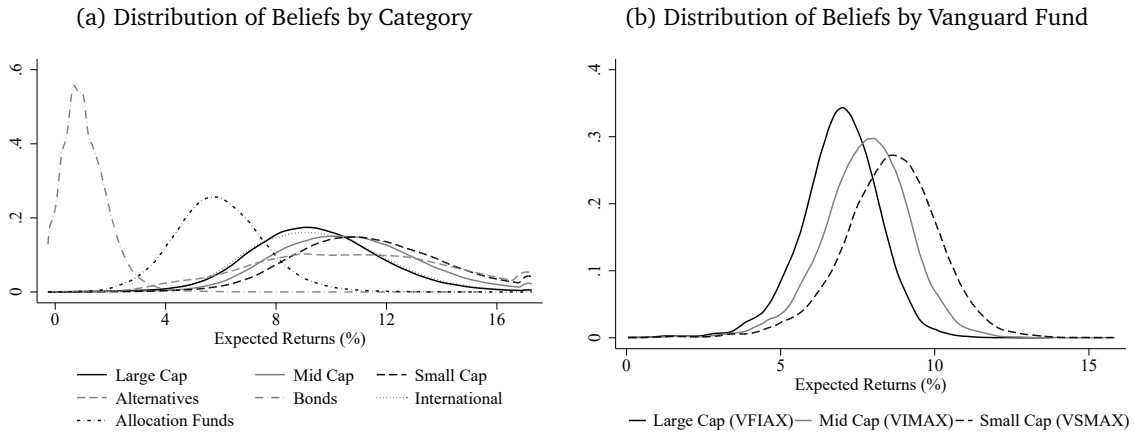 (a) Distribution of Beliefs by Category
.6
.4
.2
0
0 4 8 12 16
Expected Returns (%)
Large Cap Mid Cap Small Cap
Alternatives Bonds International
Allocation Funds
(b) Distribution of Beliefs by Vanguard Fund
.4
.3
.2
.1
0
0 5 10 15
Expected Returns (%)
Large Cap (VFIAX) Mid Cap (VIMAX) Small Cap (VSMAX)